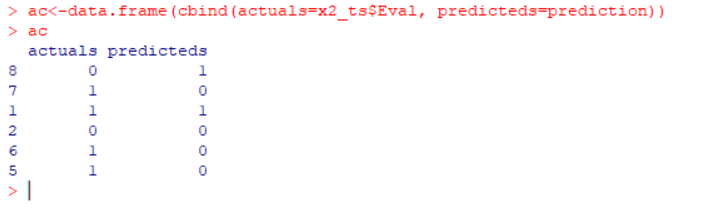 > ac<-data.frame(cbind(actuals=x2_ts$Eval, predicteds=prediction))
> ac
  actuals predicteds
8       0          1
7       1          0
1       1          1
2       0          0
6       1          0
5       1          0
>